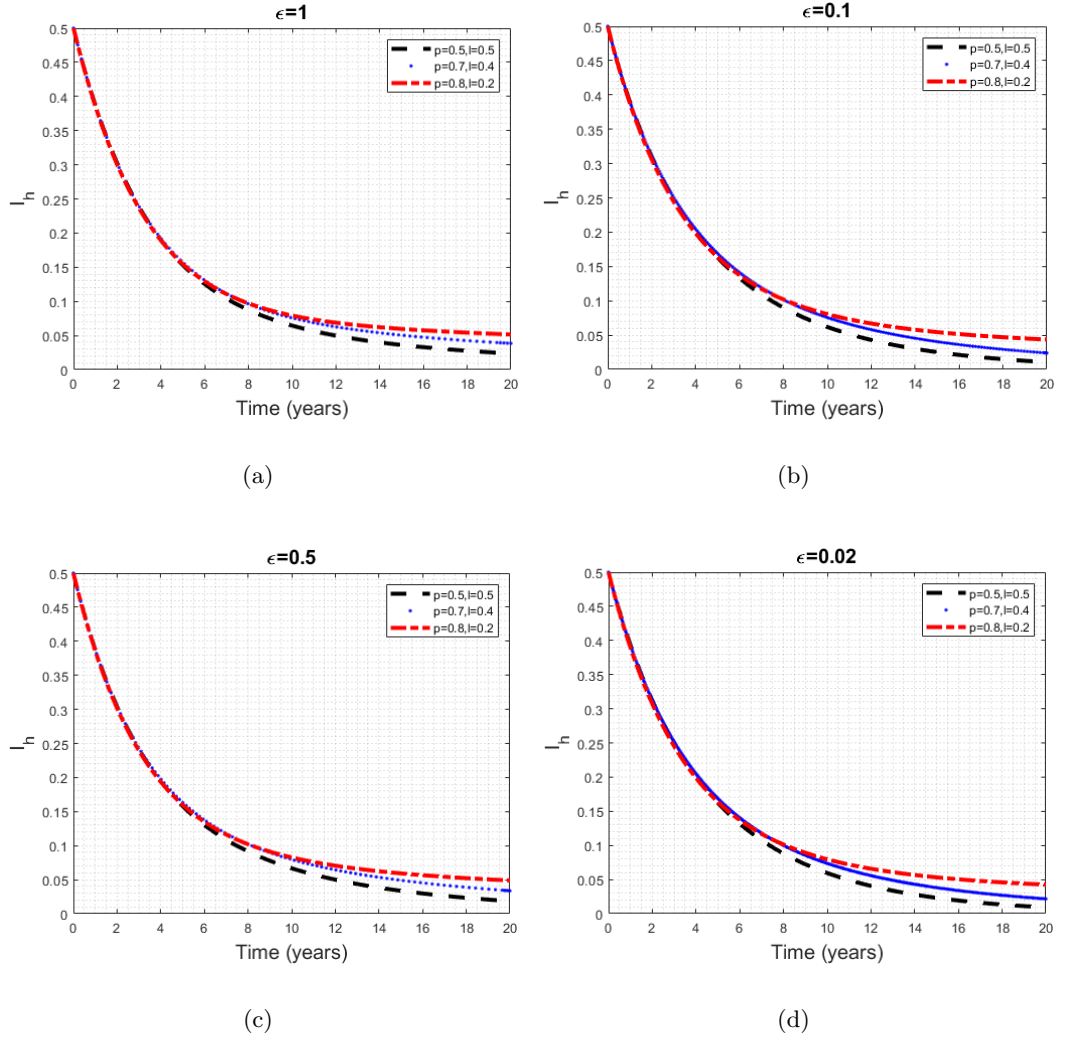 ϵ=1
p=0.5,l=0.5
p=0.7,l=0.4
p=0.8,l=0.2
0.5
0.45
0.4
0.35
0.3
0.25
0.2
0.15
0.1
0.05
0
I_h
0 2 4 6 8 10 12 14 16 18 20
Time (years)
(a)
ϵ=0.1
p=0.5,l=0.5
p=0.7,l=0.4
p=0.8,l=0.2
0.5
0.45
0.4
0.35
0.3
0.25
0.2
0.15
0.1
0.05
0
I_h
0 2 4 6 8 10 12 14 16 18 20
Time (years)
(b)
ϵ=0.5
p=0.5,l=0.5
p=0.7,l=0.4
p=0.8,l=0.2
0.5
0.45
0.4
0.35
0.3
0.25
0.2
0.15
0.1
0.05
0
I_h
0 2 4 6 8 10 12 14 16 18 20
Time (years)
(c)
ϵ=0.02
p=0.5,l=0.5
p=0.7,l=0.4
p=0.8,l=0.2
0.5
0.45
0.4
0.35
0.3
0.25
0.2
0.15
0.1
0.05
0
I_h
0 2 4 6 8 10 12 14 16 18 20
Time (years)
(d)